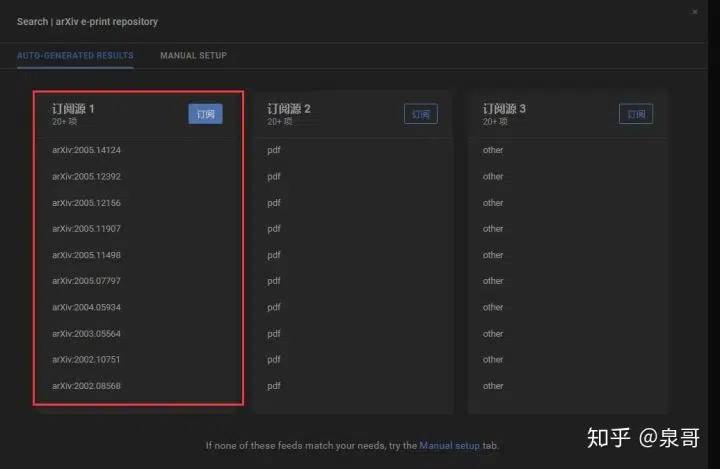 Search | arXiv e-print repository
×
AUTO-GENERATED RESULTS
MANUAL SETUP
订阅源 1
订阅
20+ 项
arXiv:2005.14124
arXiv:2005.12392
arXiv:2005.12156
arXiv:2005.11907
arXiv:2005.11498
arXiv:2005.07797
arXiv:2004.05934
arXiv:2003.05564
arXiv:2002.10751
arXiv:2002.08568
订阅源 2
订阅
20+ 项
pdf
pdf
pdf
pdf
pdf
pdf
pdf
pdf
pdf
pdf
订阅源 3
订阅
20+ 项
other
other
other
other
other
other
other
other
other
other
If none of these feeds match your needs, try the Manual setup tab.
知乎 @泉哥